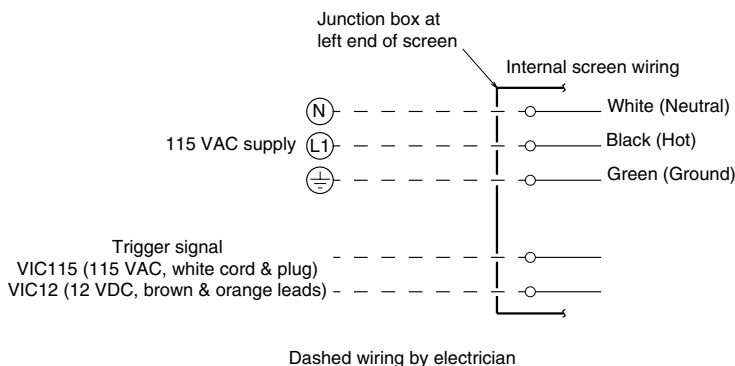 Junction box at
left end of screen
Internal screen wiring
N
White (Neutral)
115 VAC supply
L1
Black (Hot)
Green (Ground)
Trigger signal
VIC115 (115 VAC, white cord & plug)
VIC12 (12 VDC, brown & orange leads)
Dashed wiring by electrician